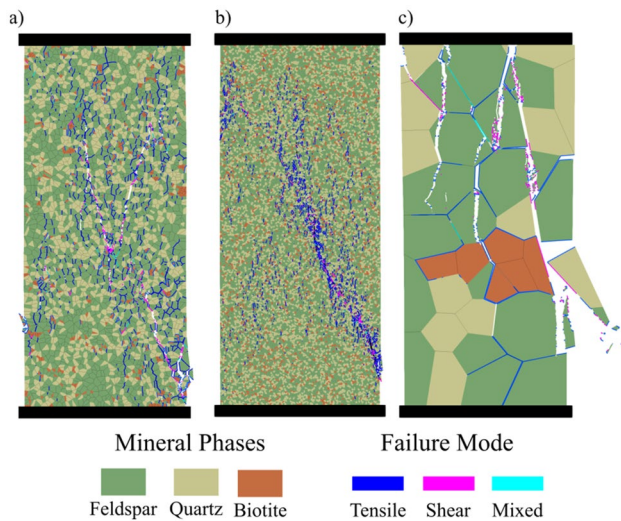 a)
b)
c)
Mineral Phases
Failure Mode
Feldspar Quartz Biotite
Tensile Shear Mixed